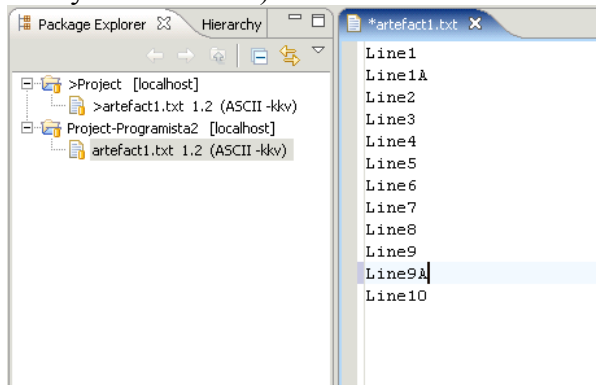 Package Explorer Hierarchy
>Project [localhost]
>artefact1.txt 1.2 (ASCII -kkv)
Project-Programista2 [localhost]
artefact1.txt 1.2 (ASCII -kkv)
*artefact1.txt
Line1
Line1A
Line2
Line3
Line4
Line5
Line6
Line7
Line8
Line9
Line9A
Line10